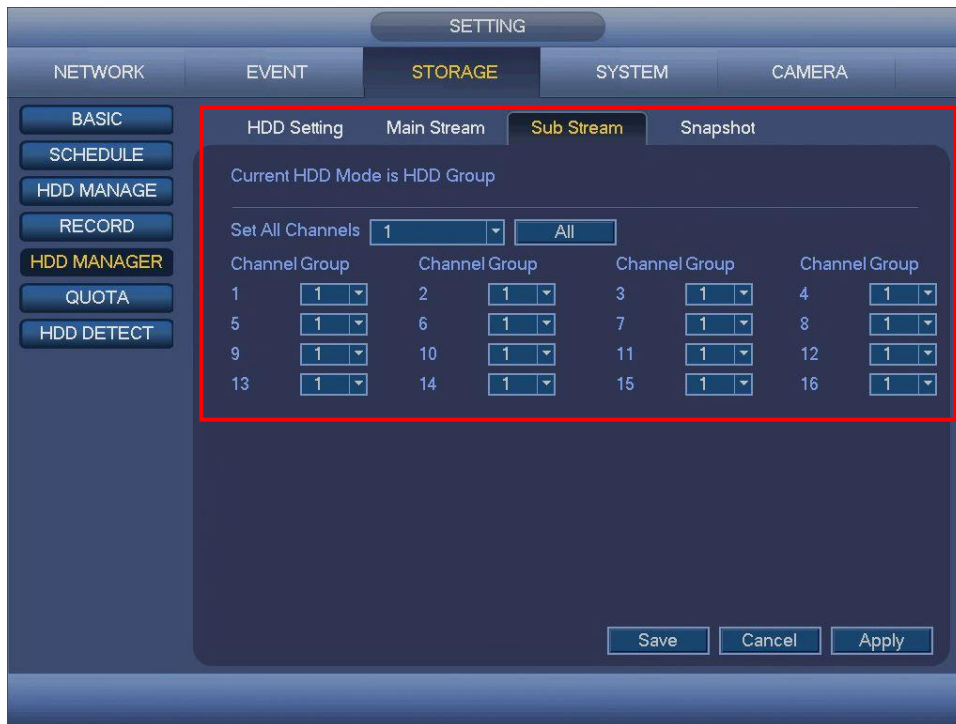 SETTING
NETWORK EVENT STORAGE SYSTEM CAMERA
BASIC
SCHEDULE
HDD MANAGE
RECORD
HDD MANAGER
QUOTA
HDD DETECT
HDD Setting Main Stream Sub Stream Snapshot
Current HDD Mode is HDD Group
Set All Channels 1 All
Channel Group Channel Group Channel Group Channel Group
1 1 2 1 3 1 4 1
5 1 6 1 7 1 8 1
9 1 10 1 11 1 12 1
13 1 14 1 15 1 16 1
Save Cancel Apply